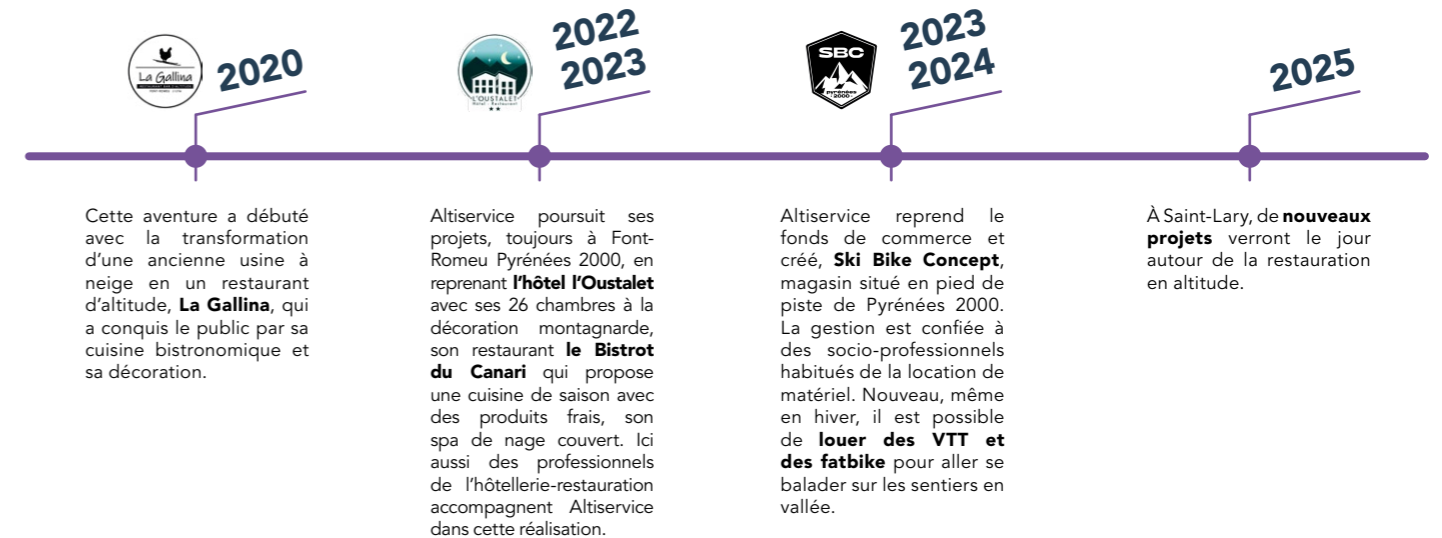 La Gallina
2020
Cette aventure a débuté
avec la transformation
d'une ancienne usine à
neige en un restaurant
d'altitude, La Gallina, qui
a conquis le public par sa
cuisine bistronomique et
sa décoration.
L'OUSTALET
Hôtel - Restaurant
2022
2023
Altiservice poursuit ses
projets, toujours à Font-
Romeu Pyrénées 2000, en
reprenant l'hôtel l'Oustalet
avec ses 26 chambres à la
décoration montagnarde,
son restaurant le Bistrot
du Canari qui propose
une cuisine de saison avec
des produits frais, son
spa de nage couvert. Ici
aussi des professionnels
de l'hôtellerie-restauration
accompagnent Altiservice
dans cette réalisation.
SBC
pyrénées
2000
2023
2024
Altiservice reprend le
fonds de commerce et
créé, Ski Bike Concept,
magasin situé en pied de
piste de Pyrénées 2000.
La gestion est confiée à
des socio-professionnels
habitués de la location de
matériel. Nouveau, même
en hiver, il est possible
de louer des VTT et
des fatbike pour aller se
balader sur les sentiers en
vallée.
2025
À Saint-Lary, de nouveaux
projets verront le jour
autour de la restauration
en altitude.